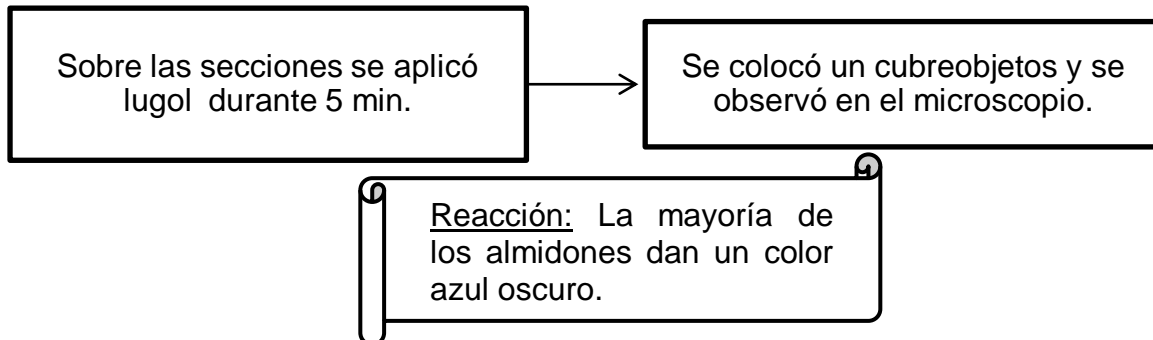 Sobre las secciones se aplicó
lugol durante 5 min.
Se colocó un cubreobjetos y se
observó en el microscopio.
Reacción: La mayoría de
los almidones dan un color
azul oscuro.